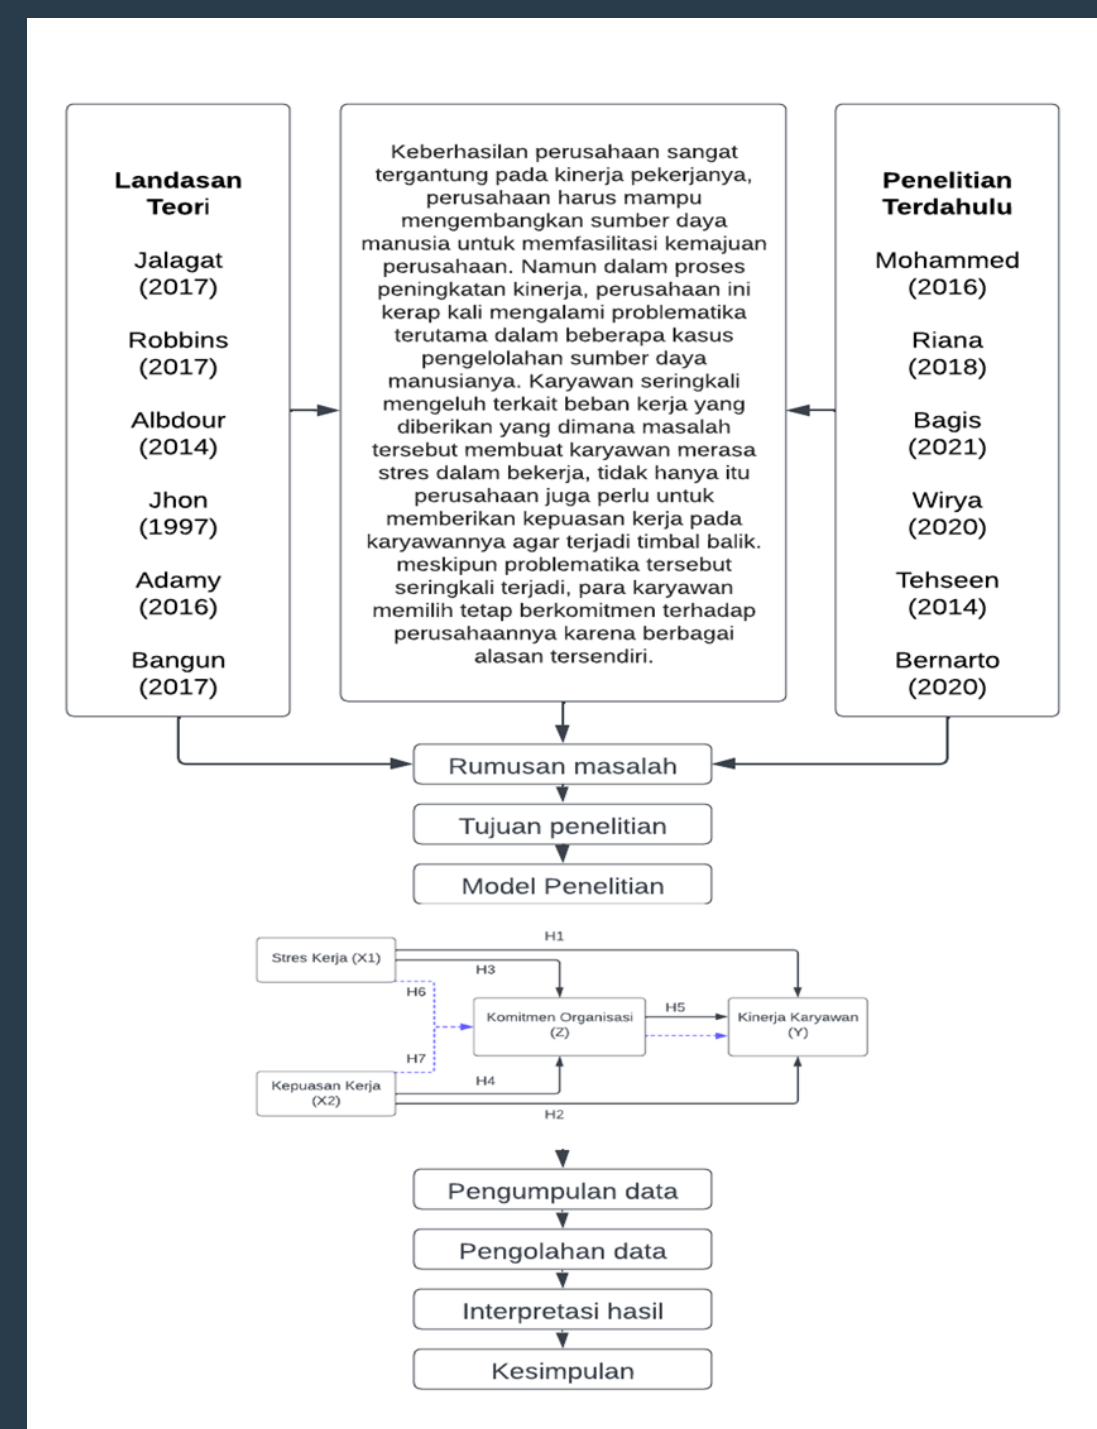 Landasan
Teori
Jalagat
(2017)
Robbins
(2017)
Albdour
(2014)
Jhon
(1997)
Adamy
(2016)
Bangun
(2017)
Keberhasilan perusahaan sangat
tergantung pada kinerja pekerjanya,
perusahaan harus mampu
mengembangkan sumber daya
manusia untuk memfasilitasi kemajuan
perusahaan. Namun dalam proses
peningkatan kinerja, perusahaan ini
kerap kali mengalami problematika
terutama dalam beberapa kasus
pengelolahan sumber daya
manusianya. Karyawan seringkali
mengeluh terkait beban kerja yang
diberikan yang dimana masalah
tersebut membuat karyawan merasa
stres dalam bekerja, tidak hanya itu
perusahaan juga perlu untuk
memberikan kepuasan kerja pada
karyawannya agar terjadi timbal balik.
meskipun problematika tersebut
seringkali terjadi, para karyawan
memilih tetap berkomitmen terhadap
perusahaannya karena berbagai
alasan tersendiri.
Penelitian
Terdahulu
Mohammed
(2016)
Riana
(2018)
Bagis
(2021)
Wirya
(2020)
Tehseen
(2014)
Bernarto
(2020)
Rumusan masalah
Tujuan penelitian
Model Penelitian
H1
Stres Kerja (X1)
H3
H6
Komitmen Organisasi
(Z)
H5
Kinerja Karyawan
(Y)
H7
H4
Kepuasan Kerja
(X2)
H2
Pengumpulan data
Pengolahan data
Interpretasi hasil
Kesimpulan